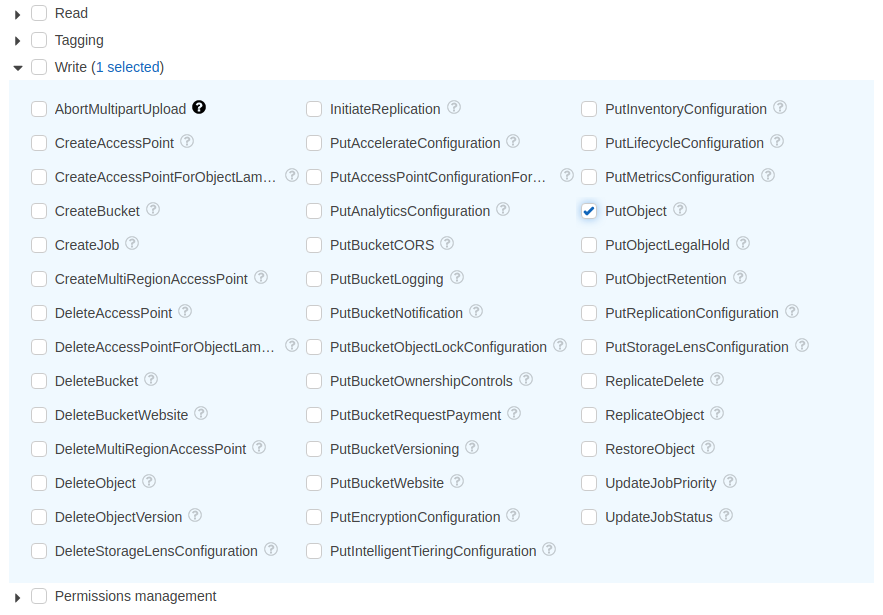 Read
Tagging
Write (1 selected)
AbortMultipartUpload ? InitiateReplication ? PutInventoryConfiguration ?
CreateAccessPoint ? PutAccelerateConfiguration ? PutLifecycleConfiguration ?
CreateAccessPointForObjectLam... ? PutAccessPointConfigurationFor... ? PutMetricsConfiguration ?
CreateBucket ? PutAnalyticsConfiguration ? PutObject ?
CreateJob ? PutBucketCORS ? PutObjectLegalHold ?
CreateMultiRegionAccessPoint ? PutBucketLogging ? PutObjectRetention ?
DeleteAccessPoint ? PutBucketNotification ? PutReplicationConfiguration ?
DeleteAccessPointForObjectLam... ? PutBucketObjectLockConfiguration ? PutStorageLensConfiguration ?
DeleteBucket ? PutBucketOwnershipControls ? ReplicateDelete ?
DeleteBucketWebsite ? PutBucketRequestPayment ? ReplicateObject ?
DeleteMultiRegionAccessPoint ? PutBucketVersioning ? RestoreObject ?
DeleteObject ? PutBucketWebsite ? UpdateJobPriority ?
DeleteObjectVersion ? PutEncryptionConfiguration ? UpdateJobStatus ?
DeleteStorageLensConfiguration ? PutIntelligentTieringConfiguration ?
Permissions management